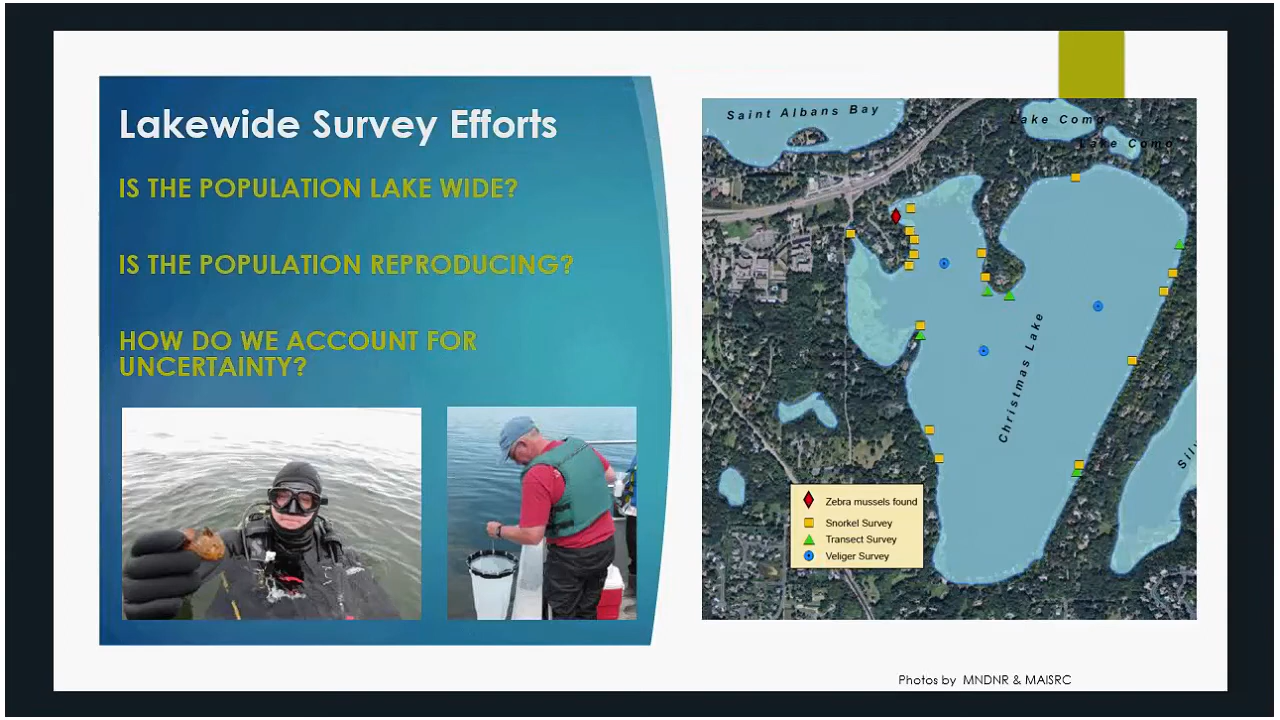 Lakewide Survey Efforts
IS THE POPULATION LAKE WIDE?
IS THE POPULATION REPRODUCING?
HOW DO WE ACCOUNT FOR
UNCERTAINTY?
Saint Albans Bay
Lake Como
Lake Como
Christmas Lake
Sil
Zebra mussels found
Snorkel Survey
Transect Survey
Veliger Survey
Photos by MNDNR & MAISRC